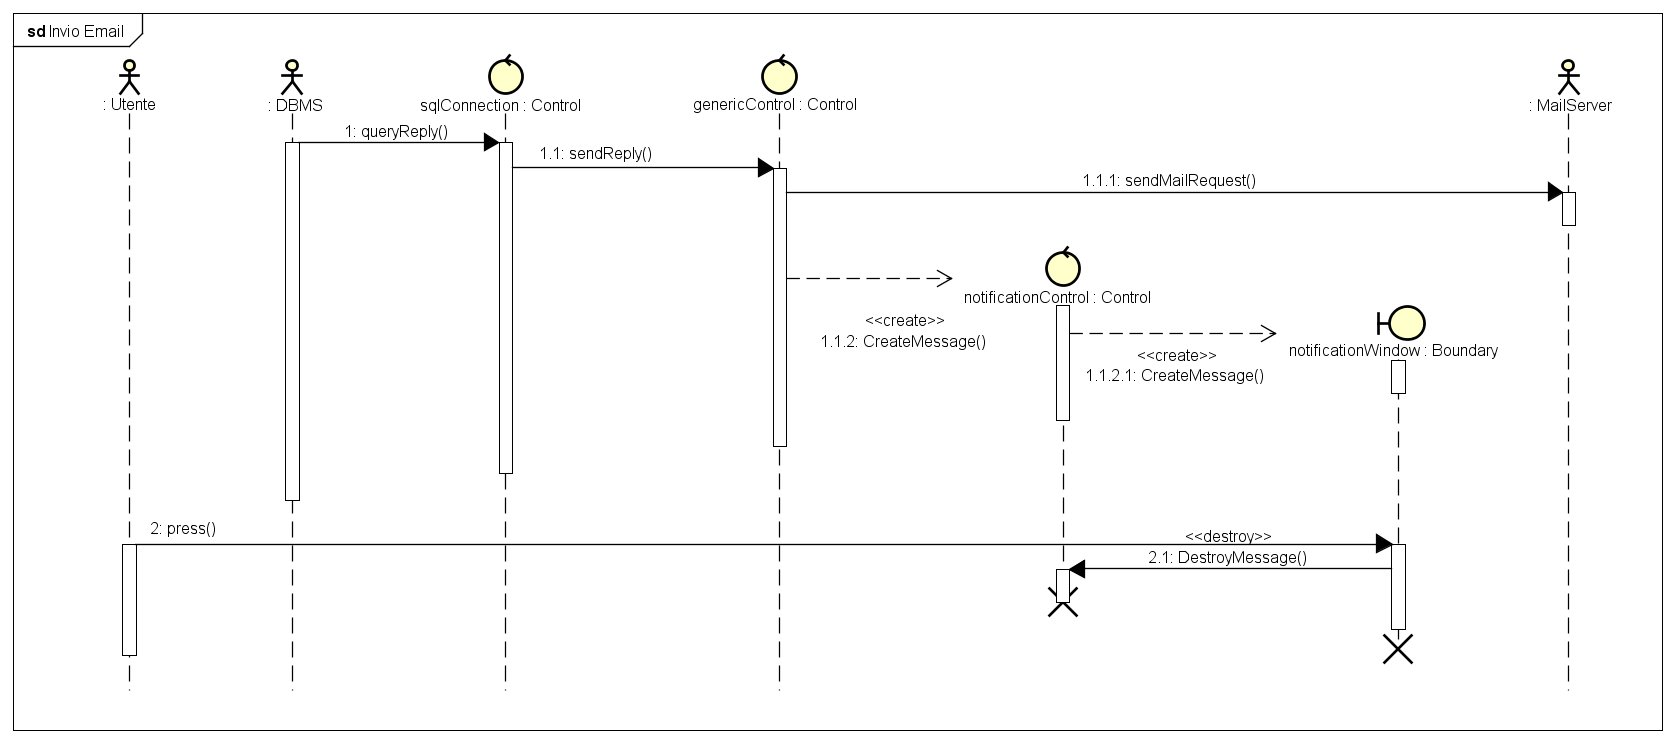 sd Invio Email
: Utente
: DBMS
sqlConnection : Control
genericControl : Control
: MailServer
1: queryReply()
1.1: sendReply()
1.1.1: sendMailRequest()
notificationControl : Control
<<create>>
1.1.2: CreateMessage()
notificationWindow : Boundary
<<create>>
1.1.2.1: CreateMessage()
2: press()
<<destroy>>
2.1: DestroyMessage()